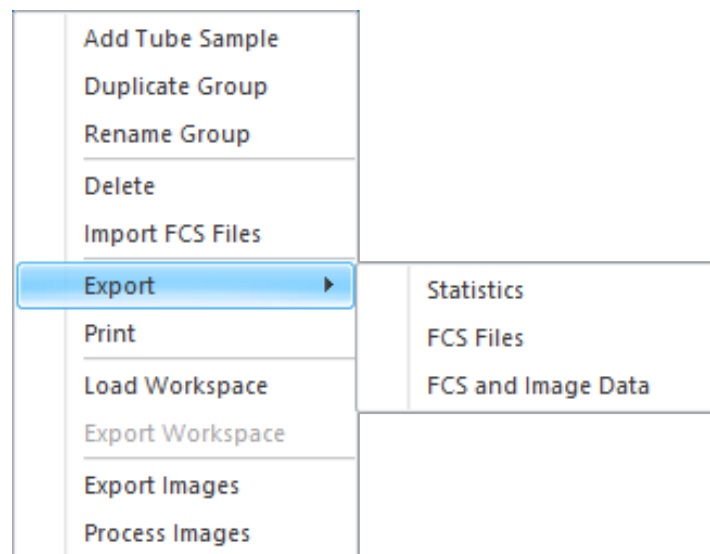 Add Tube Sample
Duplicate Group
Rename Group
Delete
Import FCS Files
Export
Statistics
Print
FCS Files
Load Workspace
FCS and Image Data
Export Workspace
Export Images
Process Images